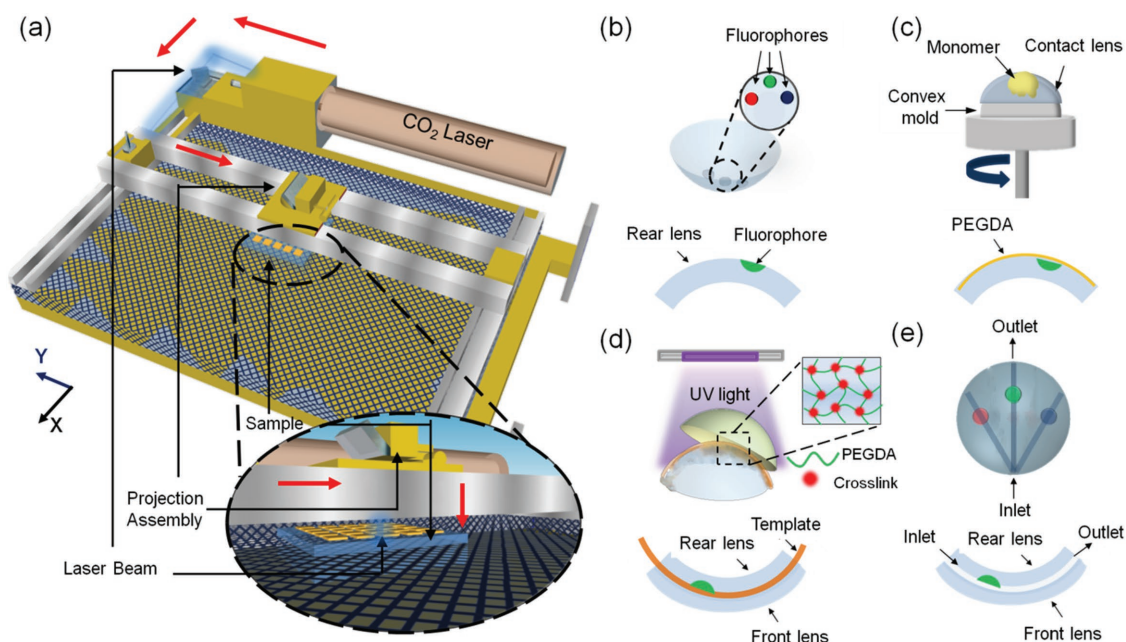 (a)
CO₂ Laser
Y
X
Sample
Projection
Assembly
Laser Beam
(b)
Fluorophores
Rear lens
Fluorophore
(c)
Monomer
Contact lens
Convex
mold
PEGDA
(d)
UV light
PEGDA
Crosslink
Template
Rear lens
Front lens
(e)
Outlet
Inlet
Inlet
Rear lens
Outlet
Front lens